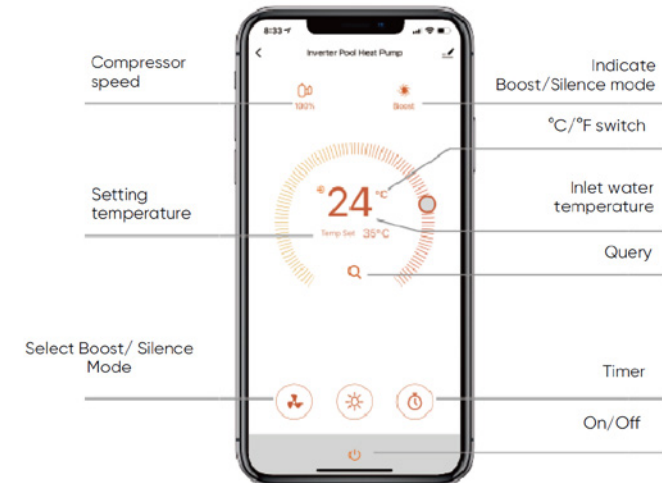 8:33
Inverter Pool Heat Pump
Compressor
speed
100%
Boost
Indicate
Boost/Silence mode
°C/°F switch
Setting
temperature
24 °C
Temp Set 35°C
Inlet water
temperature
Query
Select Boost/ Silence
Mode
Timer
On/Off